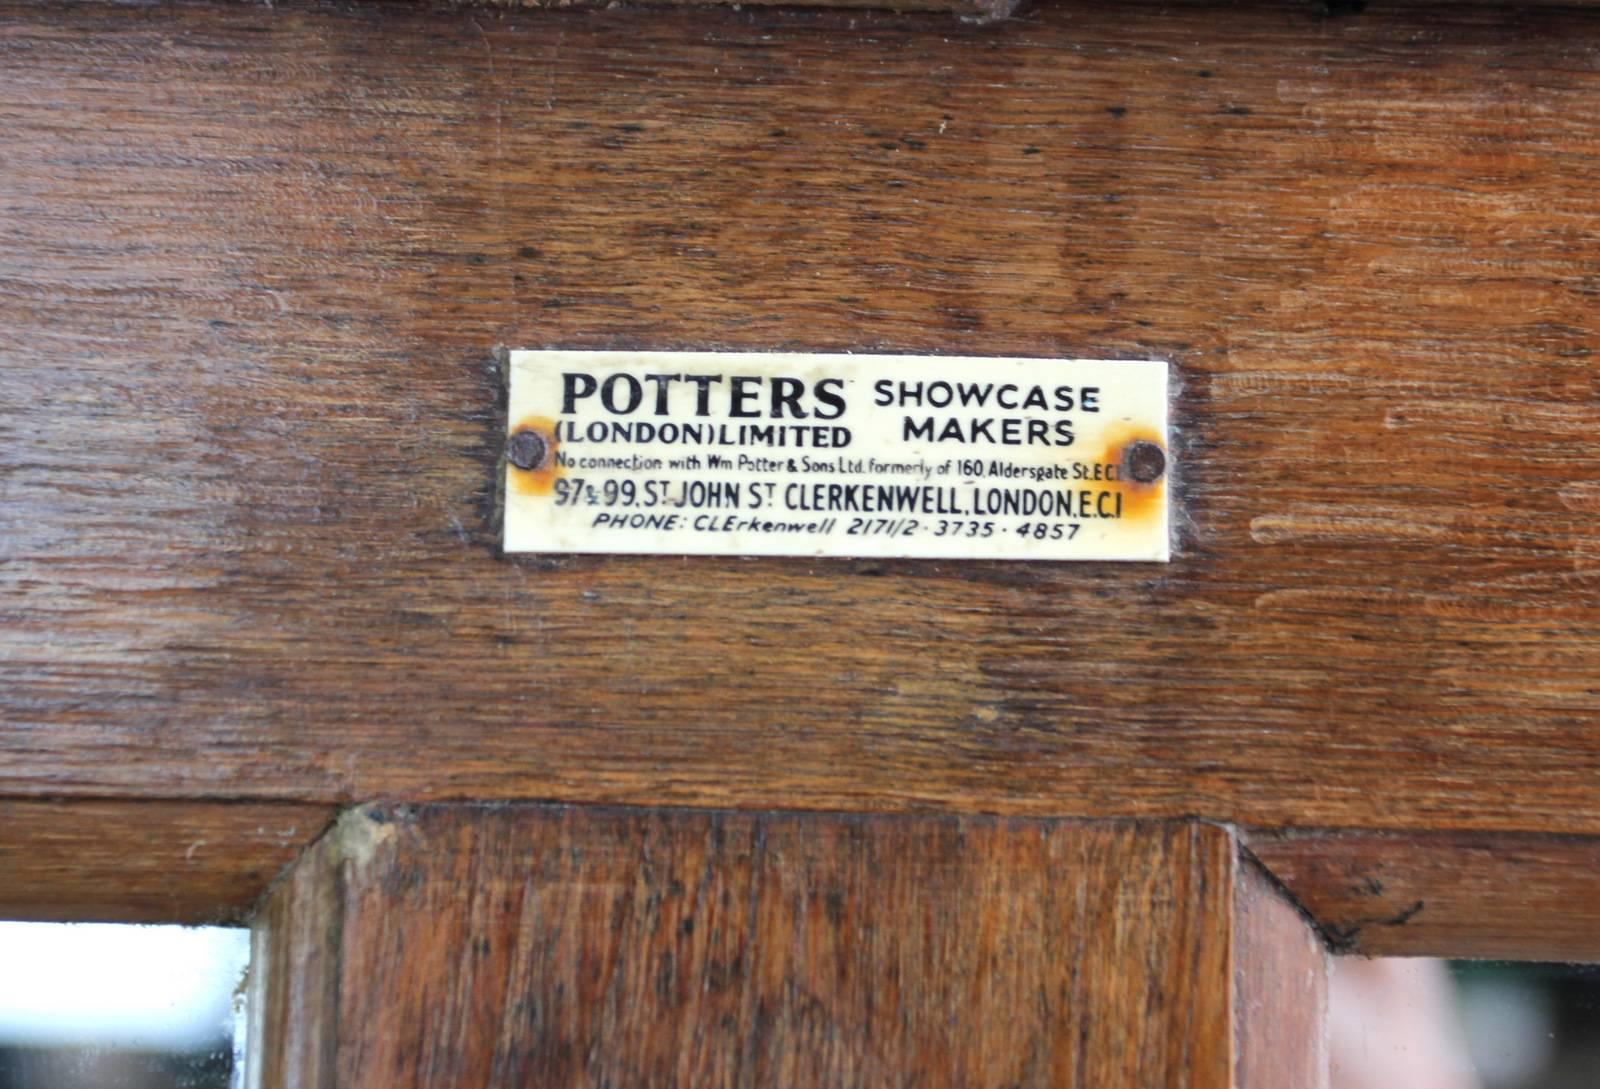 POTTERS SHOWCASE
(LONDON) LIMITED MAKERS
No connection with Wm Potter & Sons Ltd. formerly of 160, Aldersgate St. E.C.1
97 & 99, ST JOHN ST CLERKENWELL, LONDON, E.C.1
PHONE: CLErkenwell 2171/2 · 3735 · 4857